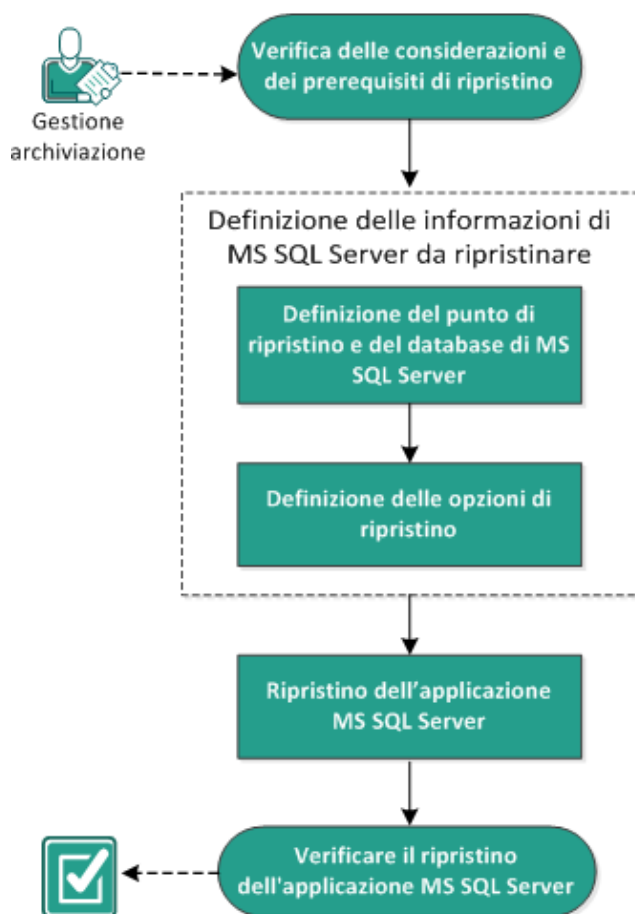 Verifica delle considerazioni e
dei prerequisiti di ripristino
Gestione
archiviazione
Definizione delle informazioni di
MS SQL Server da ripristinare
Definizione del punto di
ripristino e del database di MS
SQL Server
Definizione delle opzioni di
ripristino
Ripristino dell’applicazione
MS SQL Server
Verificare il ripristino
dell'applicazione MS SQL Server